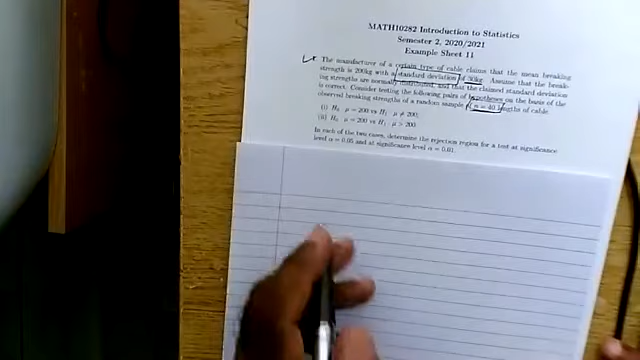 MATH10282 Introduction to Statistics
Semester 2, 2020/2021
Example Sheet 11
The manufacturer of a certain type of cable claims that the mean breaking
strength is 200kg with a standard deviation of 30kg. Assume that the break-
ing strengths are normally distributed, and that the claimed standard deviation
is correct. Consider testing the following pairs of hypotheses on the basis of the
observed breaking strengths of a random sample of n = 40 lengths of cable.
(i) H₀ μ = 200 vs H₁ μ ≠ 200
(ii) H₀ μ = 200 vs H₁ μ > 200
In each of the two cases, determine the rejection region for a test at significance
level α = 0.05 and at significance level α = 0.01.